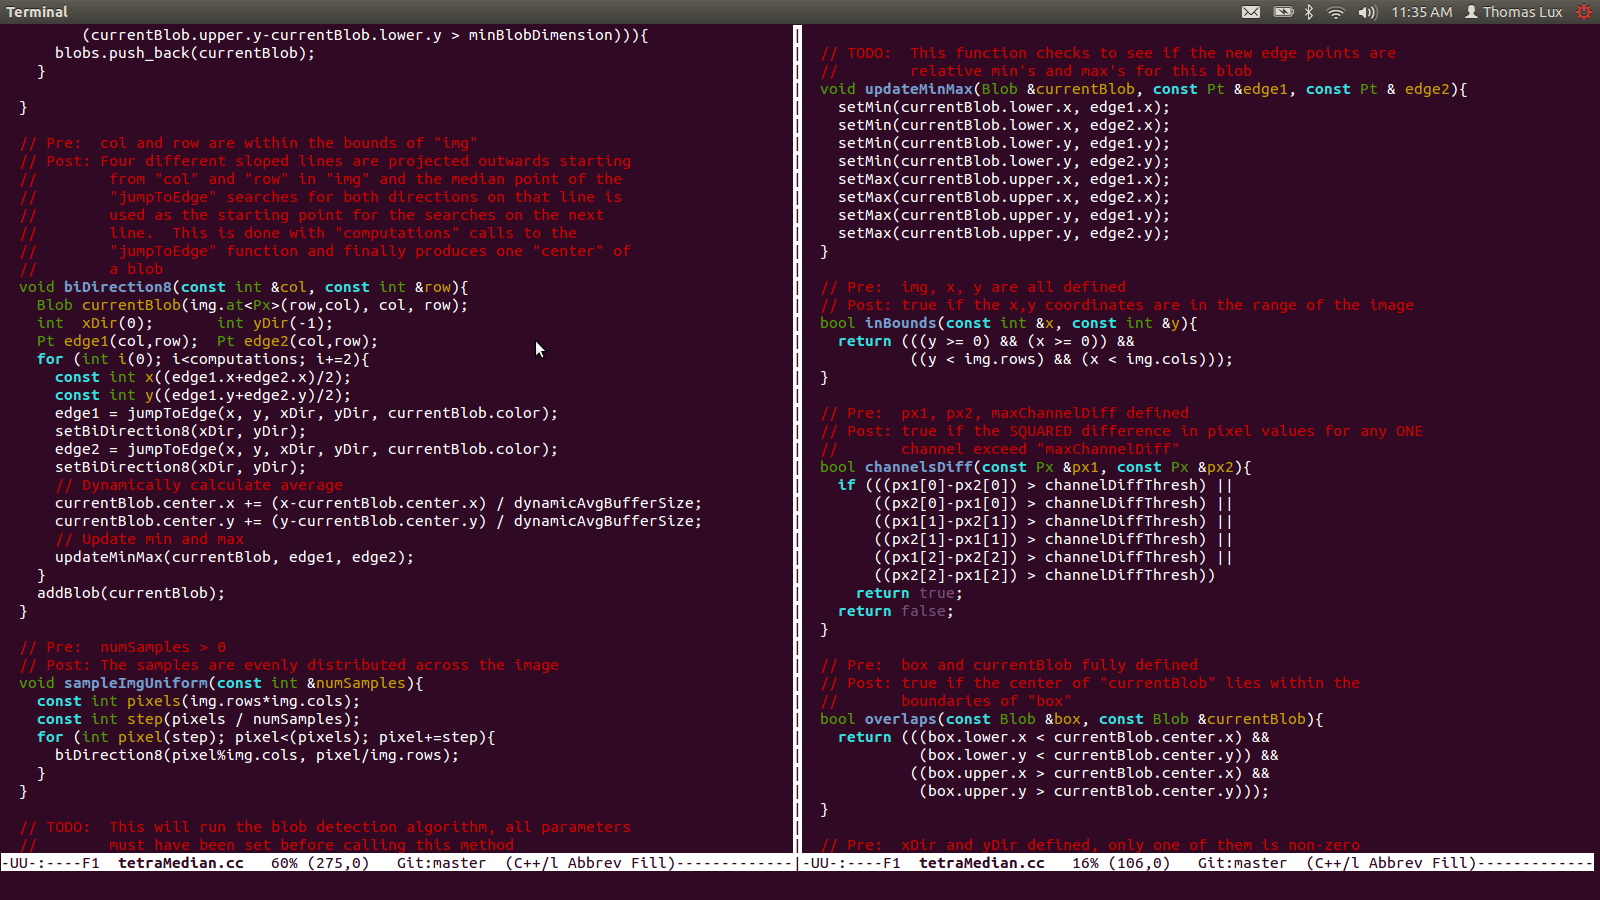 Terminal
11:35 AM Thomas Lux
(currentBlob.upper.y-currentBlob.lower.y > minBlobDimension))){
blobs.push_back(currentBlob);
}
}
// Pre:  col and row are within the bounds of "img"
// Post: Four different sloped lines are projected outwards starting
//        from "col" and "row" in "img" and the median point of the
//        "jumpToEdge" searches for both directions on that line is
//        used as the starting point for the searches on the next
//        line.  This is done with "computations" calls to the
//        "jumpToEdge" function and finally produces one "center" of
//        a blob
void biDirection8(const int &col, const int &row){
Blob currentBlob(img.at<Px>(row,col), col, row);
int  xDir(0);       int yDir(-1);
Pt edge1(col,row);  Pt edge2(col,row);
for (int i(0); i<computations; i+=2){
const int x((edge1.x+edge2.x)/2);
const int y((edge1.y+edge2.y)/2);
edge1 = jumpToEdge(x, y, xDir, yDir, currentBlob.color);
setBiDirection8(xDir, yDir);
edge2 = jumpToEdge(x, y, xDir, yDir, currentBlob.color);
setBiDirection8(xDir, yDir);
// Dynamically calculate average
currentBlob.center.x += (x-currentBlob.center.x) / dynamicAvgBufferSize;
currentBlob.center.y += (y-currentBlob.center.y) / dynamicAvgBufferSize;
// Update min and max
updateMinMax(currentBlob, edge1, edge2);
}
addBlob(currentBlob);
}
// Pre:  numSamples > 0
// Post: The samples are evenly distributed across the image
void sampleImgUniform(const int &numSamples){
const int pixels(img.rows*img.cols);
const int step(pixels / numSamples);
for (int pixel(step); pixel<(pixels); pixel+=step){
biDirection8(pixel%img.cols, pixel/img.rows);
}
}
// TODO:  This will run the blob detection algorithm, all parameters
//        must have been set before calling this method
-UU-:----F1  tetraMedian.cc   60% (275,0)   Git:master  (C++/l Abbrev Fill)-------------
// TODO:  This function checks to see if the new edge points are
//        relative min's and max's for this blob
void updateMinMax(Blob &currentBlob, const Pt &edge1, const Pt & edge2){
setMin(currentBlob.lower.x, edge1.x);
setMin(currentBlob.lower.x, edge2.x);
setMin(currentBlob.lower.y, edge1.y);
setMin(currentBlob.lower.y, edge2.y);
setMax(currentBlob.upper.x, edge1.x);
setMax(currentBlob.upper.x, edge2.x);
setMax(currentBlob.upper.y, edge1.y);
setMax(currentBlob.upper.y, edge2.y);
}
// Pre:  img, x, y are all defined
// Post: true if the x,y coordinates are in the range of the image
bool inBounds(const int &x, const int &y){
return (((y >= 0) && (x >= 0)) &&
((y < img.rows) && (x < img.cols)));
}
// Pre:  px1, px2, maxChannelDiff defined
// Post: true if the SQUARED difference in pixel values for any ONE
//       channel exceed "maxChannelDiff"
bool channelsDiff(const Px &px1, const Px &px2){
if (((px1[0]-px2[0]) > channelDiffThresh) ||
((px2[0]-px1[0]) > channelDiffThresh) ||
((px1[1]-px2[1]) > channelDiffThresh) ||
((px2[1]-px1[1]) > channelDiffThresh) ||
((px1[2]-px2[2]) > channelDiffThresh) ||
((px2[2]-px1[2]) > channelDiffThresh))
return true;
return false;
}
// Pre:  box and currentBlob fully defined
// Post: true if the center of "currentBlob" lies within the
//       boundaries of "box"
bool overlaps(const Blob &box, const Blob &currentBlob){
return (((box.lower.x < currentBlob.center.x) &&
(box.lower.y < currentBlob.center.y)) &&
((box.upper.x > currentBlob.center.x) &&
(box.upper.y > currentBlob.center.y)));
}
// Pre:  xDir and yDir defined, only one of them is non-zero
-UU-:----F1  tetraMedian.cc   16% (106,0)   Git:master  (C++/l Abbrev Fill)-------------